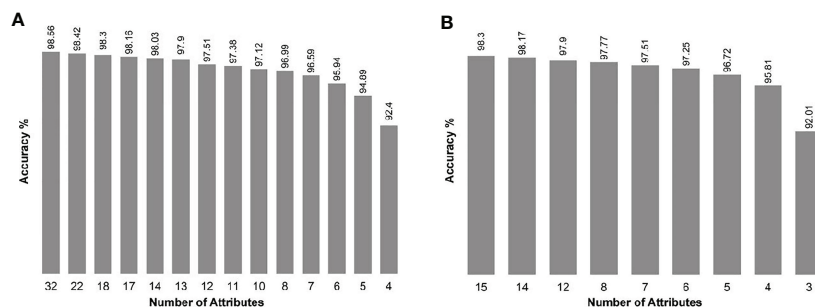 A
98.56 98.42 98.3 98.16 98.03 97.9 97.51 97.38 97.12 96.99 96.59 95.94 94.89 92.4
Accuracy %
32 22 18 17 14 13 12 11 10 8 7 6 5 4
Number of Attributes
B
98.3 98.17 97.9 97.77 97.51 97.25 96.72 95.81 92.01
Accuracy %
15 14 12 8 7 6 5 4 3
Number of Attributes